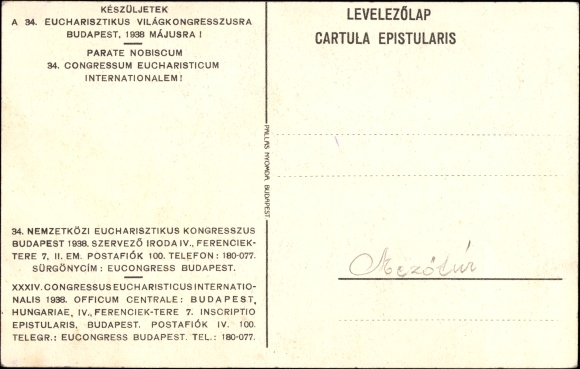 KÉSZÜLJETEK
A 34. EUCHARISZTIKUS VILÁGKONGRESSZUSRA
BUDAPEST, 1938 MÁJUSRA !
PARATE NOBISCUM
34. CONGRESSUM EUCHARISTICUM
INTERNATIONALEM !
34. NEMZETKÖZI EUCHARISZTIKUS KONGRESSZUS
BUDAPEST 1938. SZERVEZŐ IRODA IV., FERENCIEK-
TERE 7, II. EM. POSTAFIÓK 100. TELEFON : 180-077.
SÜRGÖNYCÍM : EUCONGRESS BUDAPEST.
XXXIV. CONGRESSUS EUCHARISTICUS INTERNATIO-
NALIS 1938. OFFICUM CENTRALE : BUDAPEST,
HUNGARIAE, IV., FERENCIEK-TERE 7. INSCRIPTIO
EPISTULARIS, BUDAPEST. POSTAFIÓK IV. 100.
TELEGR.: EUCONGRESS BUDAPEST. TEL.: 180-077.
PALLAS NYOMDA, BUDAPEST
LEVELEZŐLAP
CARTULA EPISTULARIS
Mezőtúr